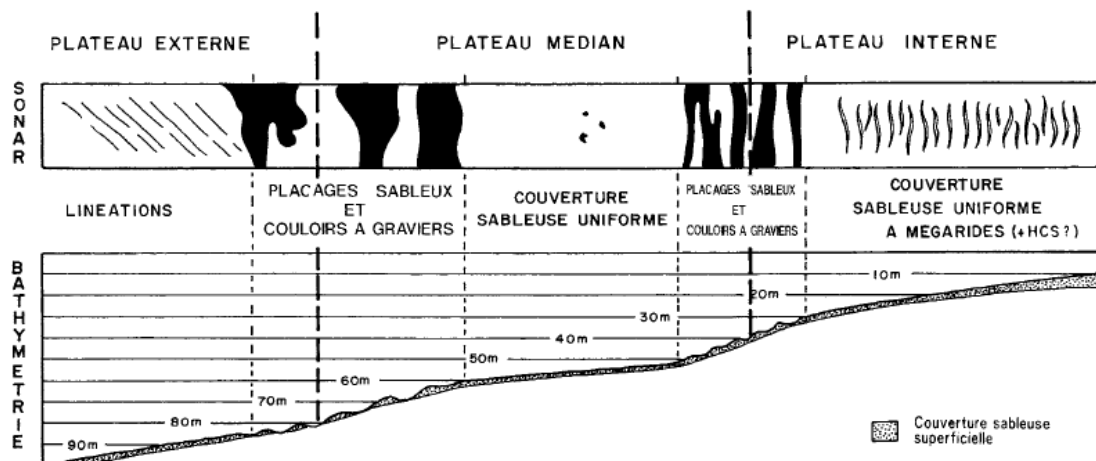 PLATEAU EXTERNE
PLATEAU MEDIAN
PLATEAU INTERNE
SONAR
LINEATIONS
PLACAGES SABLEUX
ET
COULOIRS A GRAVIERS
COUVERTURE
SABLEUSE UNIFORME
PLACAGES SABLEUX
ET
COULOIRS A GRAVIERS
COUVERTURE
SABLEUSE UNIFORME
A MEGARIDES (+HCS?)
BATHYMETRIE
10m
20m
30m
40m
50m
60m
70m
80m
90m
Couverture sableuse
superficielle